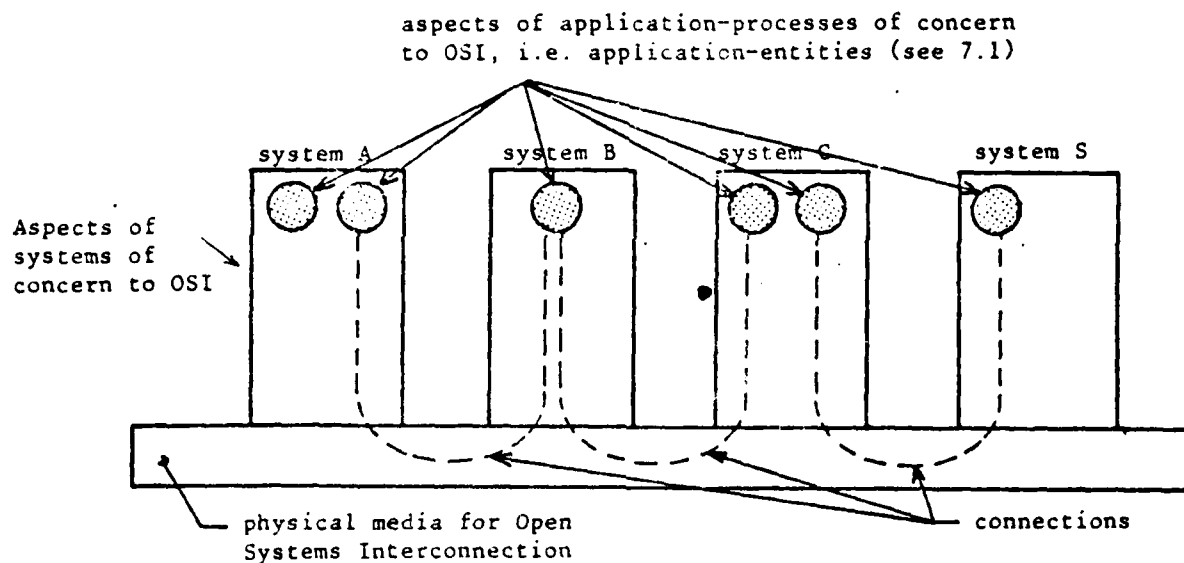 aspects of application-processes of concern
to OSI, i.e. application-entities (see 7.1)
system A
system B
system C
system S
Aspects of
systems of
concern to OSI
physical media for Open
Systems Interconnection
connections